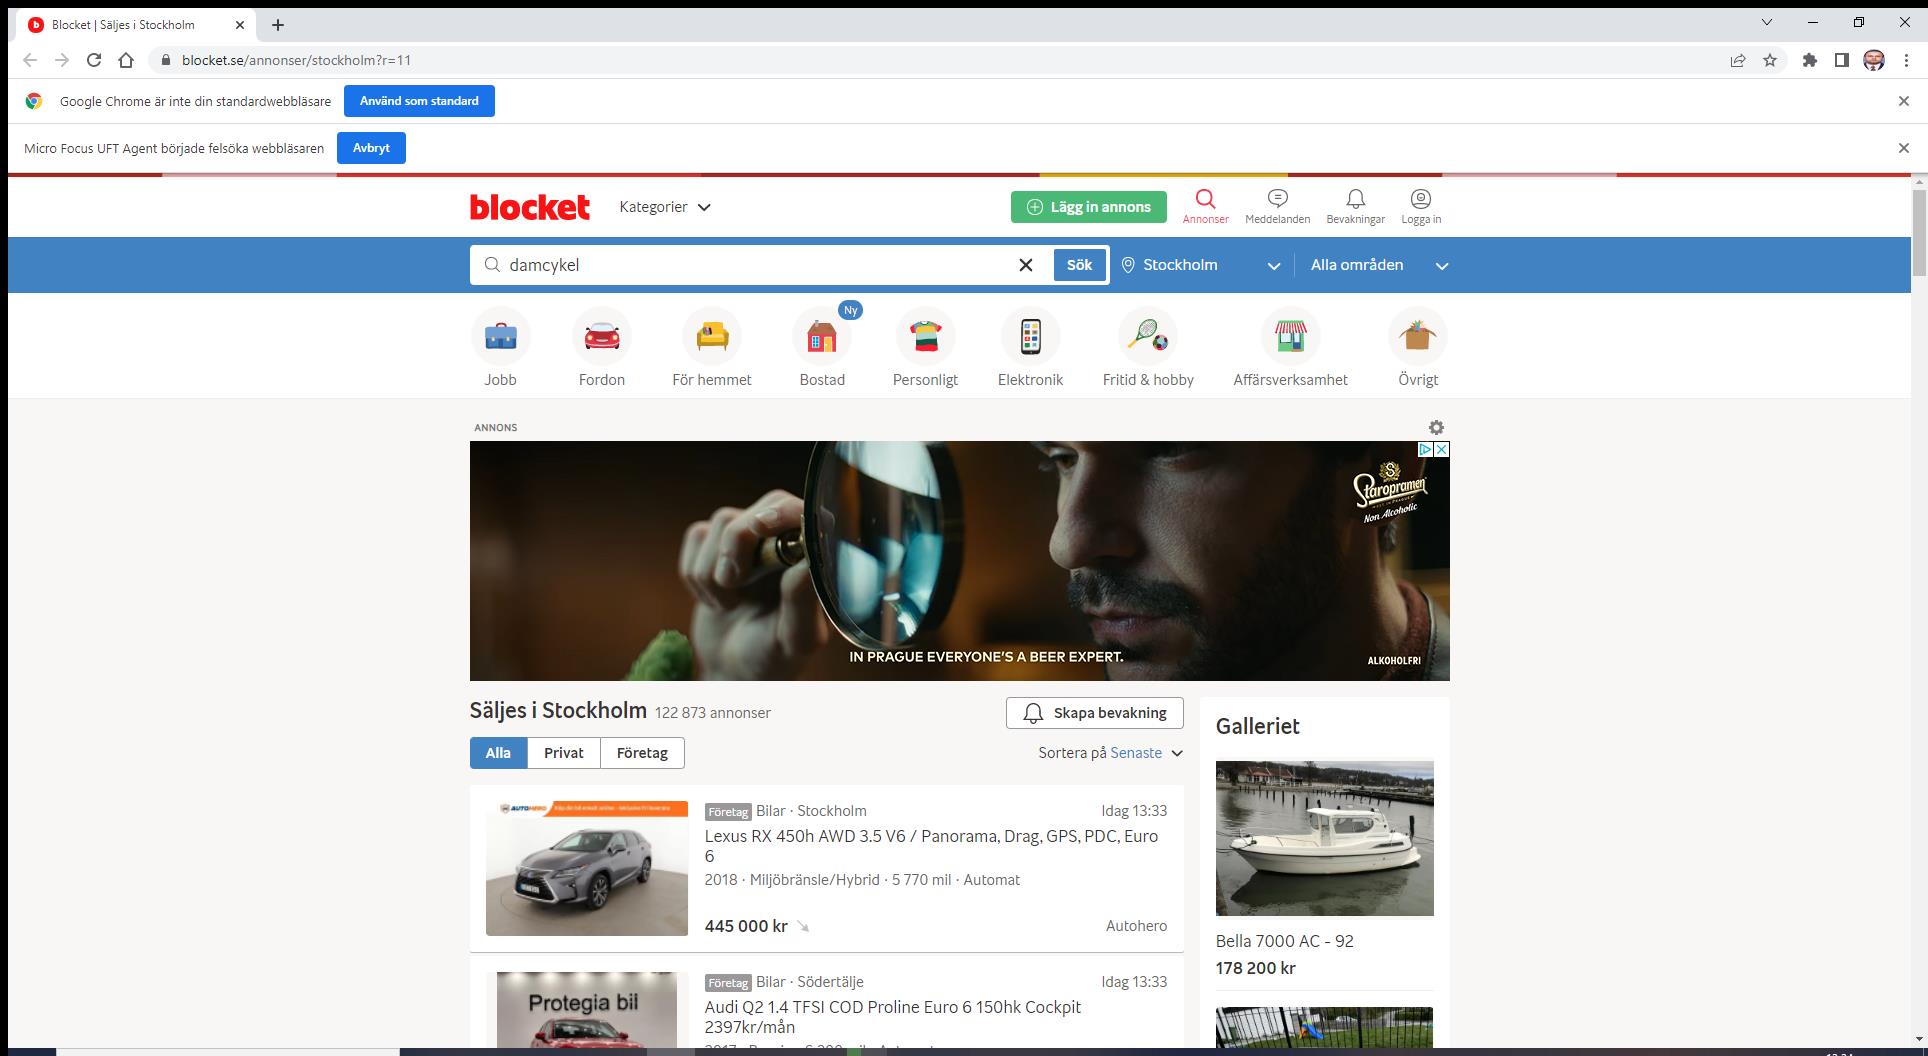 Blocket | Säljes i Stockholm
blocket.se/annonser/stockholm?r=11
Google Chrome är inte din standardwebbläsare
Använd som standard
Micro Focus UFT Agent började felsöka webbläsaren
Avbryt
blocket
Kategorier
Lägg in annons
Annonser
Meddelanden
Bevakningar
Logga in
damcykel
Sök
Stockholm
Alla områden
Ny
Jobb
Fordon
För hemmet
Bostad
Personligt
Elektronik
Fritid & hobby
Affärsverksamhet
Övrigt
ANNONS
Staropramen
Non Alcoholic
IN PRAGUE EVERYONE'S A BEER EXPERT.
ALKOHOLFRI
Säljes i Stockholm 122 873 annonser
Skapa bevakning
Alla
Privat
Företag
Sortera på Senaste
Galleriet
AUTOHERO
Företag Bilar · Stockholm
Idag 13:33
Lexus RX 450h AWD 3.5 V6 / Panorama, Drag, GPS, PDC, Euro
6
2018 · Miljöbränsle/Hybrid · 5 770 mil · Automat
445 000 kr
Autohero
Bella 7000 AC - 92
178 200 kr
Protegia bil
Företag Bilar · Södertälje
Idag 13:33
Audi Q2 1.4 TFSI COD Proline Euro 6 150hk Cockpit
2397kr/mån